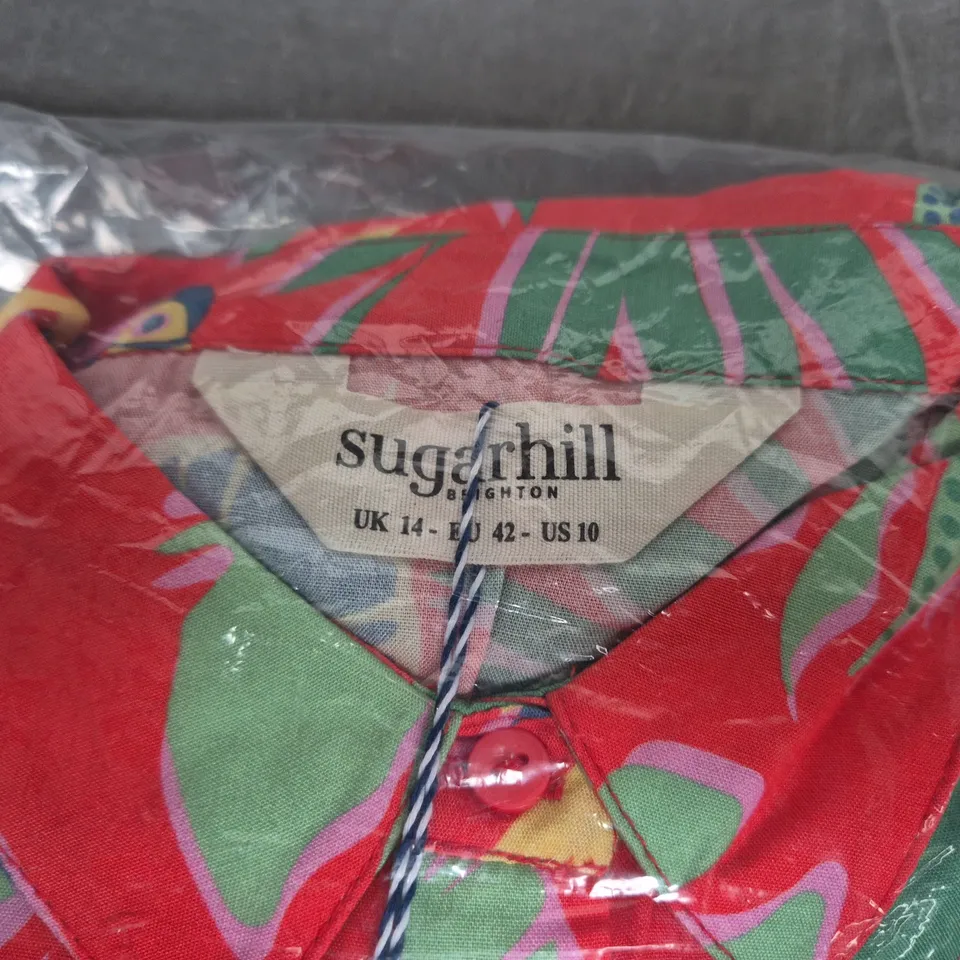 sugarhill
BRIGHTON
UK 14 - EU 42 - US 10